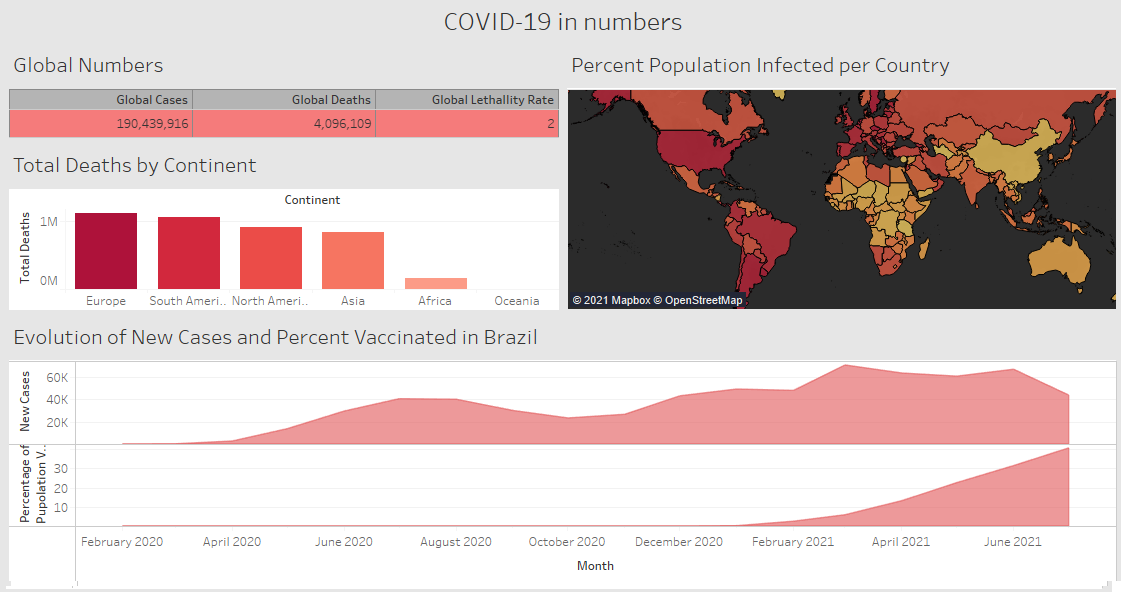 COVID-19 in numbers
Global Numbers
Global Cases Global Deaths Global Lethallity Rate
190,439,916 4,096,109 2
Total Deaths by Continent
Continent
Total Deaths
1M
0M
Europe South Ameri.. North Ameri.. Asia Africa Oceania
Percent Population Infected per Country
© 2021 Mapbox © OpenStreetMap
Evolution of New Cases and Percent Vaccinated in Brazil
New Cases
60K
40K
20K
Percentage of
Pupolation V..
30
20
10
February 2020 April 2020 June 2020 August 2020 October 2020 December 2020 February 2021 April 2021 June 2021
Month